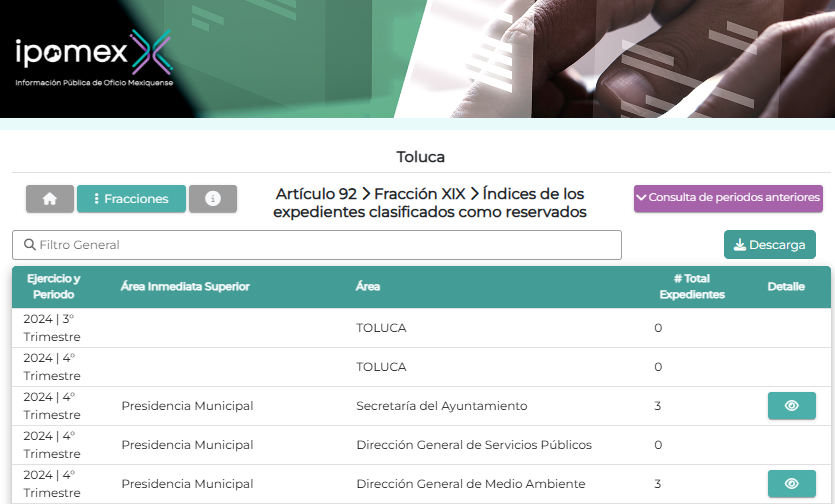 ipomex
Información Pública de Oficio Mexiquense
Toluca
Fracciones
Artículo 92 > Fracción XIX > Índices de los
expedientes clasificados como reservados
Consulta de periodos anteriores
Filtro General
Descarga
Ejercicio y Periodo Área Inmediata Superior Área # Total Expedientes Detalle
2024 | 3° Trimestre TOLUCA 0
2024 | 4° Trimestre TOLUCA 0
2024 | 4° Trimestre Presidencia Municipal Secretaría del Ayuntamiento 3
2024 | 4° Trimestre Presidencia Municipal Dirección General de Servicios Públicos 0
2024 | 4° Trimestre Presidencia Municipal Dirección General de Medio Ambiente 3